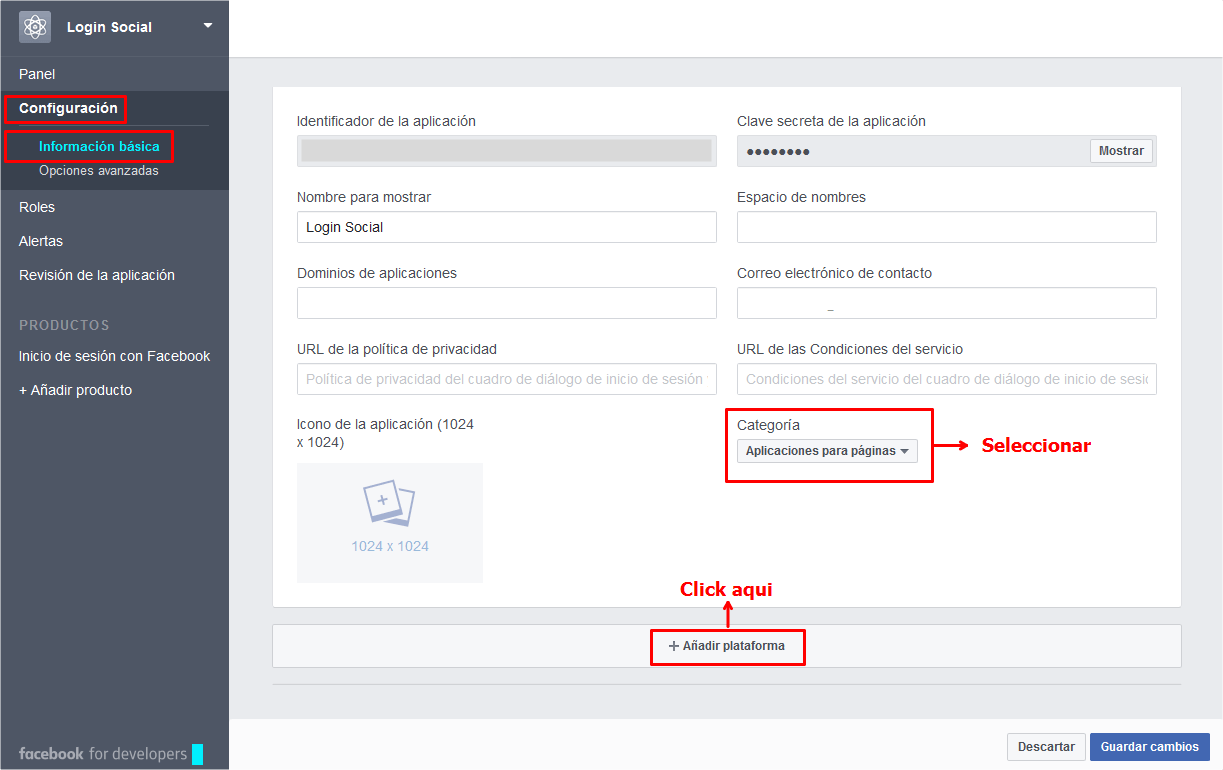 Login Social
Panel
Configuración
Información básica
Opciones avanzadas
Roles
Alertas
Revisión de la aplicación
PRODUCTOS
Inicio de sesión con Facebook
+ Añadir producto
facebook for developers
Identificador de la aplicación
Clave secreta de la aplicación
●●●●●●●●
Mostrar
Nombre para mostrar
Login Social
Espacio de nombres
Dominios de aplicaciones
Correo electrónico de contacto
URL de la política de privacidad
Política de privacidad del cuadro de diálogo de inicio de sesión
URL de las Condiciones del servicio
Condiciones del servicio del cuadro de diálogo de inicio de sesic
Icono de la aplicación (1024
x 1024)
1024 x 1024
Categoría
Aplicaciones para páginas
Seleccionar
Click aqui
+ Añadir plataforma
Descartar
Guardar cambios